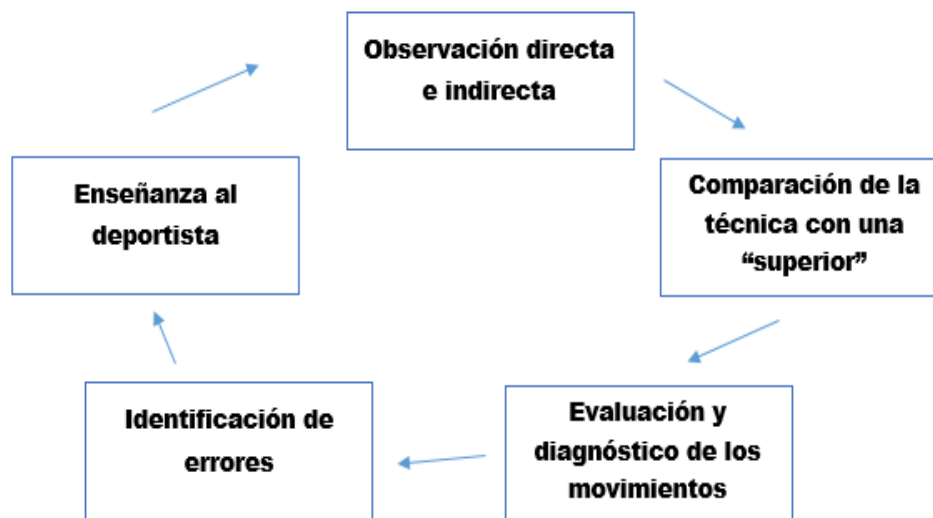 Observación directa
e indirecta
Comparación de la
técnica con una
“superior”
Evaluación y
diagnóstico de los
movimientos
Identificación de
errores
Enseñanza al
deportista